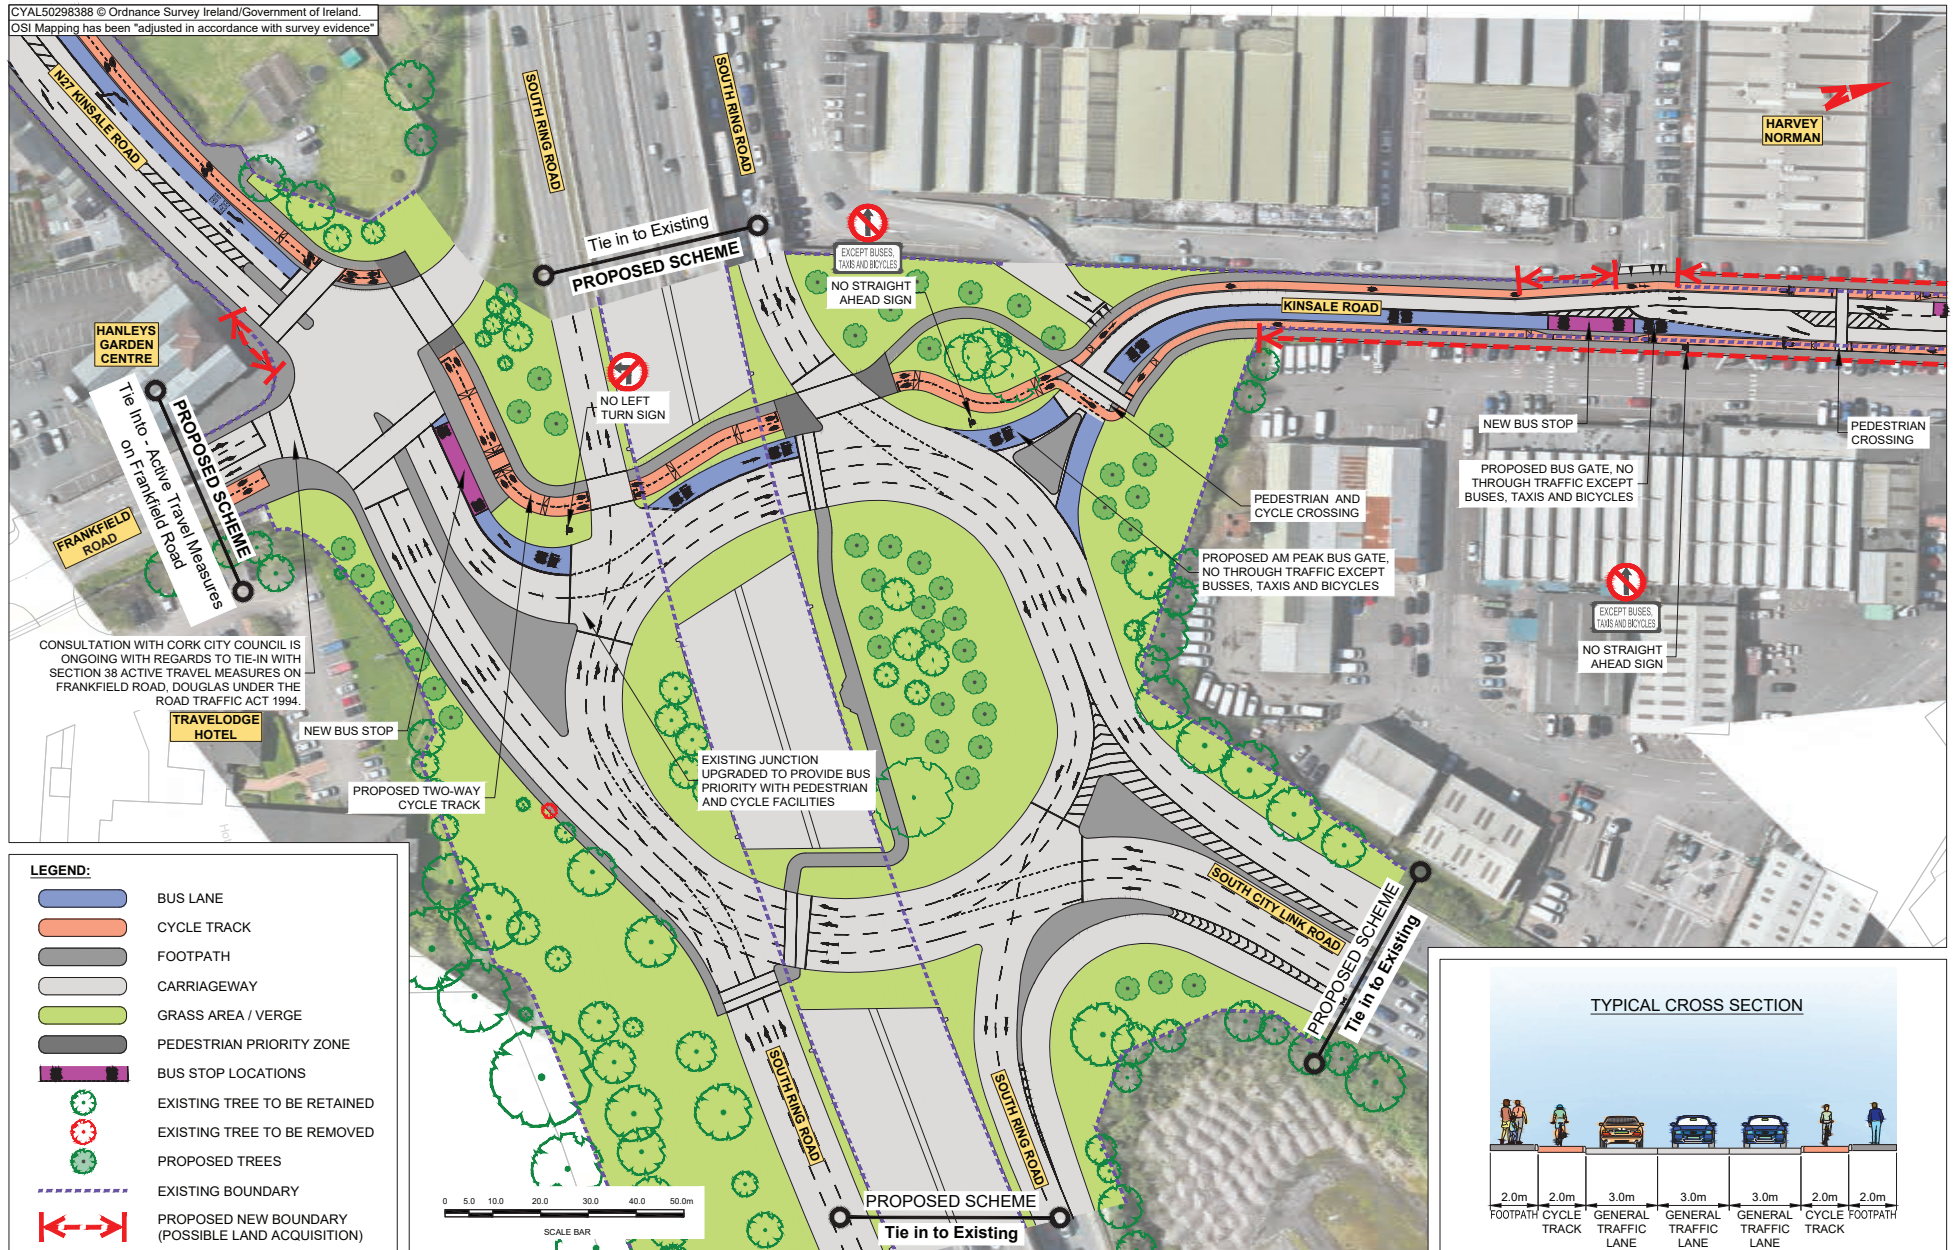 CYAL50298388 © Ordnance Survey Ireland/Government of Ireland.
OSI Mapping has been "adjusted in accordance with survey evidence"
N27 KINSALE ROAD
SOUTH RING ROAD
SOUTH RING ROAD
Tie in to Existing
PROPOSED SCHEME
EXCEPT BUSES,
TAXIS AND BICYCLES
NO STRAIGHT
AHEAD SIGN
HARVEY
NORMAN
KINSALE ROAD
HANLEYS
GARDEN
CENTRE
NO LEFT
TURN SIGN
NEW BUS STOP
PEDESTRIAN
CROSSING
PROPOSED BUS GATE, NO
THROUGH TRAFFIC EXCEPT
BUSES, TAXIS AND BICYCLES
PEDESTRIAN AND
CYCLE CROSSING
PROPOSED SCHEME
Tie Into - Active Travel Measures
on Frankfield Road
FRANKFIELD
ROAD
PROPOSED AM PEAK BUS GATE,
NO THROUGH TRAFFIC EXCEPT
BUSSES, TAXIS AND BICYCLES
EXCEPT BUSES,
TAXIS AND BICYCLES
NO STRAIGHT
AHEAD SIGN
CONSULTATION WITH CORK CITY COUNCIL IS
ONGOING WITH REGARDS TO TIE-IN WITH
SECTION 38 ACTIVE TRAVEL MEASURES ON
FRANKFIELD ROAD, DOUGLAS UNDER THE
ROAD TRAFFIC ACT 1994.
TRAVELODGE
HOTEL
NEW BUS STOP
PROPOSED TWO-WAY
CYCLE TRACK
EXISTING JUNCTION
UPGRADED TO PROVIDE BUS
PRIORITY WITH PEDESTRIAN
AND CYCLE FACILITIES
SOUTH CITY LINK ROAD
PROPOSED SCHEME
Tie in to Existing
SOUTH RING ROAD
SOUTH RING ROAD
PROPOSED SCHEME
Tie in to Existing
LEGEND:
BUS LANE
CYCLE TRACK
FOOTPATH
CARRIAGEWAY
GRASS AREA / VERGE
PEDESTRIAN PRIORITY ZONE
BUS STOP LOCATIONS
EXISTING TREE TO BE RETAINED
EXISTING TREE TO BE REMOVED
PROPOSED TREES
EXISTING BOUNDARY
PROPOSED NEW BOUNDARY
(POSSIBLE LAND ACQUISITION)
0 5.0 10.0 20.0 30.0 40.0 50.0m
SCALE BAR
TYPICAL CROSS SECTION
2.0m 2.0m 3.0m 3.0m 3.0m 2.0m 2.0m
FOOTPATH CYCLE GENERAL GENERAL GENERAL CYCLE FOOTPATH
TRACK TRAFFIC TRAFFIC TRAFFIC TRACK
LANE LANE LANE